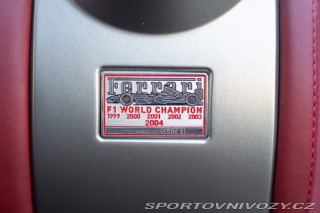 Ferrari
F1 WORLD CHAMPION
1999 2000 2001 2002 2003
2004
SPORTOVNIVOZY.CZ